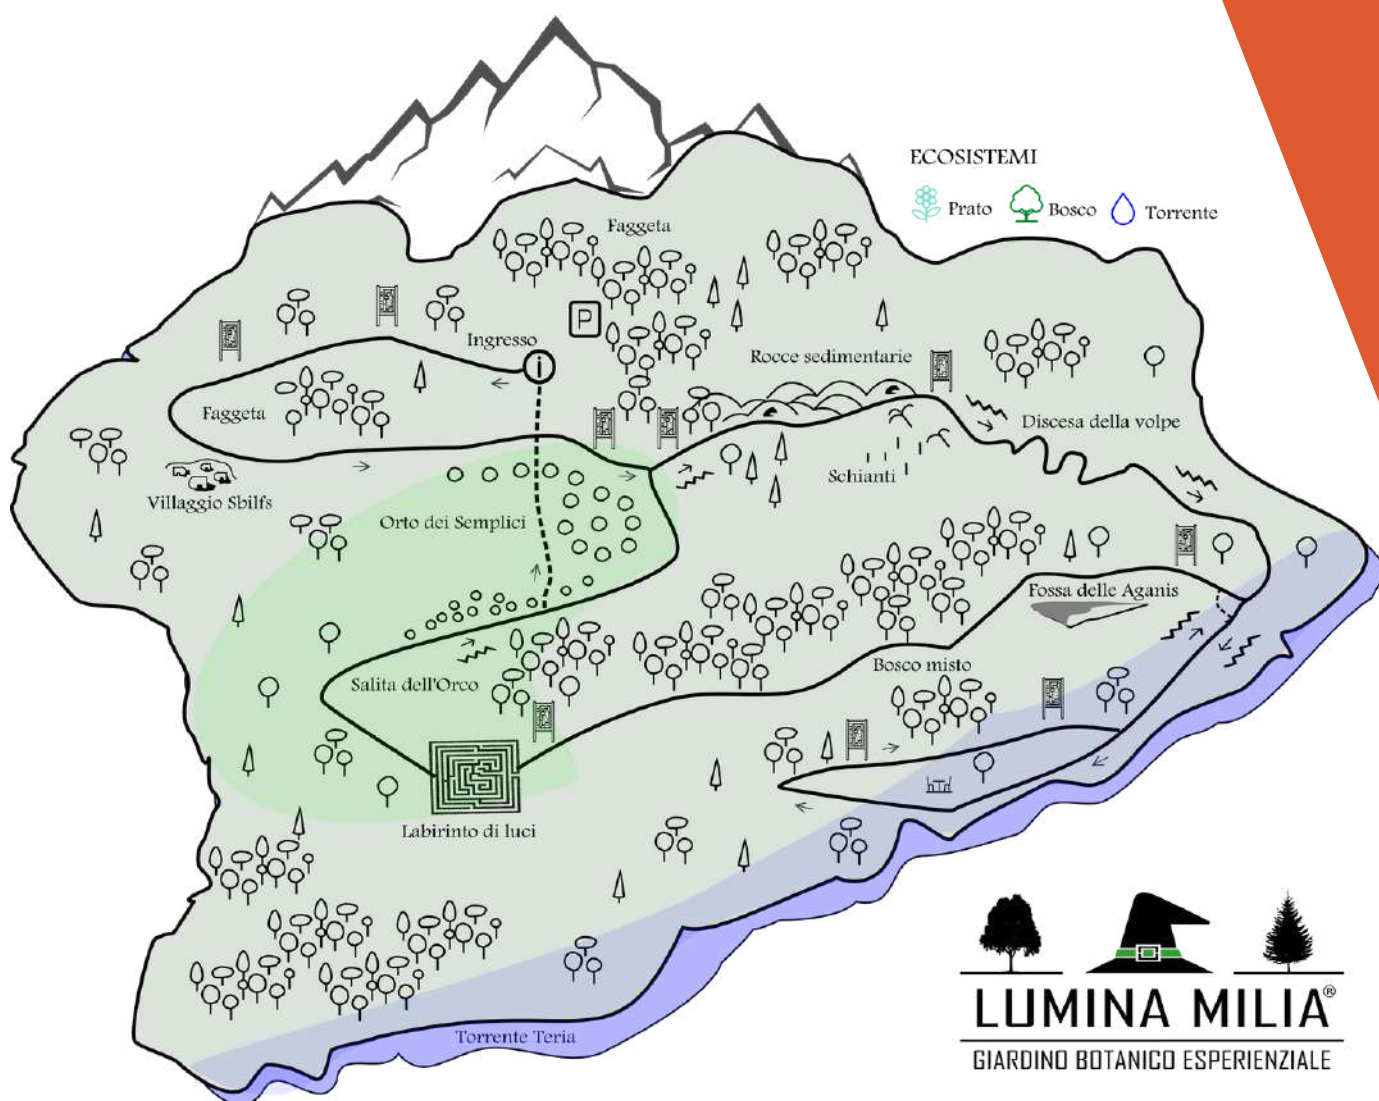 ECOSISTEMI
Prato
Bosco
Torrente
Faggeta
P
Ingresso
i
Rocce sedimentarie
Faggeta
Discesa della volpe
Schianti
Villaggio Sbilfs
Orto dei Semplici
Fossa delle Aganis
Bosco misto
Salita dell'Orco
Labirinto di luci
Torrente Teria
LUMINA MILIA®
GIARDINO BOTANICO ESPERIENZIALE